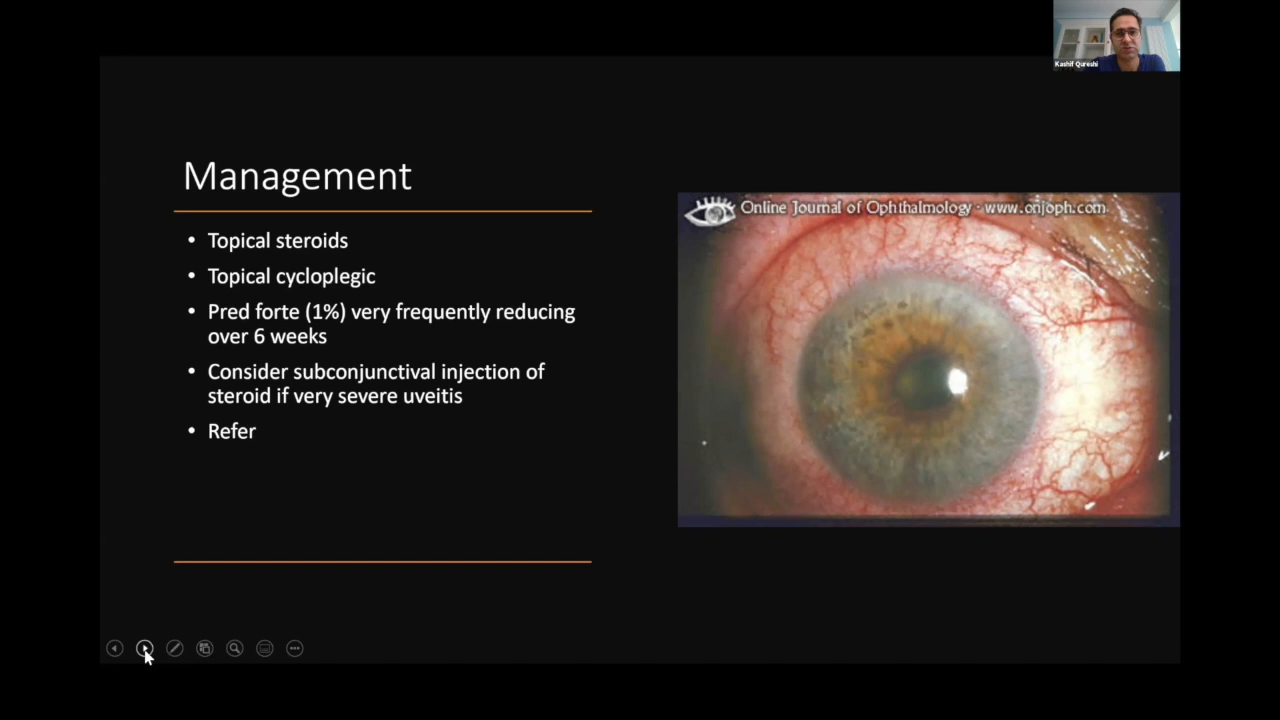 Kashif Qureshi
Management
• Topical steroids
• Topical cycloplegic
• Pred forte (1%) very frequently reducing
over 6 weeks
• Consider subconjunctival injection of
steroid if very severe uveitis
• Refer
Online Journal of Ophthalmology · www.onjoph.com